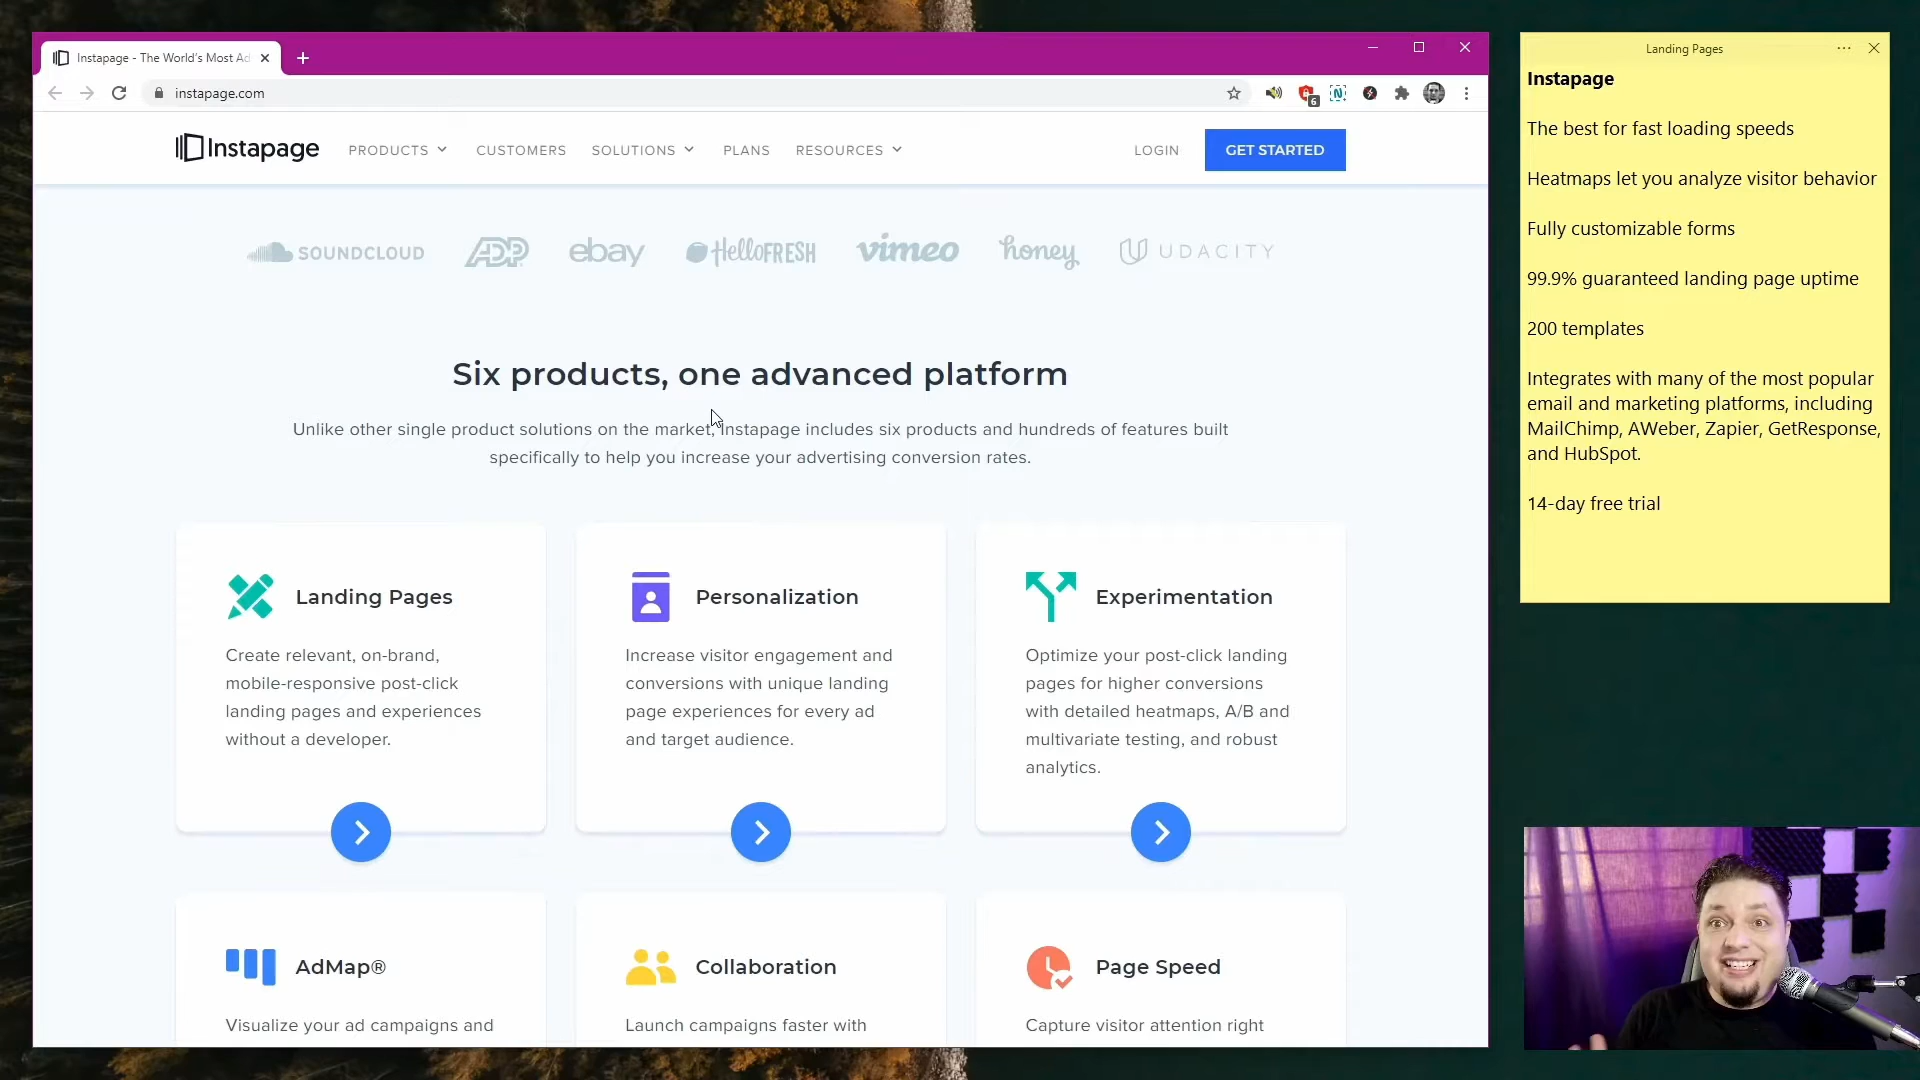 Instapage - The World's Most Ad
instapage.com
6
Instapage
PRODUCTS
CUSTOMERS
SOLUTIONS
PLANS
RESOURCES
LOGIN
GET STARTED
SOUNDCLOUD
ADP
ebay
HelloFRESH
vimeo
honey
UDACITY
Six products, one advanced platform
Unlike other single product solutions on the market, Instapage includes six products and hundreds of features built
specifically to help you increase your advertising conversion rates.
Landing Pages
Create relevant, on-brand,
mobile-responsive post-click
landing pages and experiences
without a developer.
Personalization
Increase visitor engagement and
conversions with unique landing
page experiences for every ad
and target audience.
Experimentation
Optimize your post-click landing
pages for higher conversions
with detailed heatmaps, A/B and
multivariate testing, and robust
analytics.
AdMap®
Visualize your ad campaigns and
Collaboration
Launch campaigns faster with
Page Speed
Capture visitor attention right
Landing Pages
Instapage
The best for fast loading speeds
Heatmaps let you analyze visitor behavior
Fully customizable forms
99.9% guaranteed landing page uptime
200 templates
Integrates with many of the most popular
email and marketing platforms, including
MailChimp, AWeber, Zapier, GetResponse,
and HubSpot.
14-day free trial